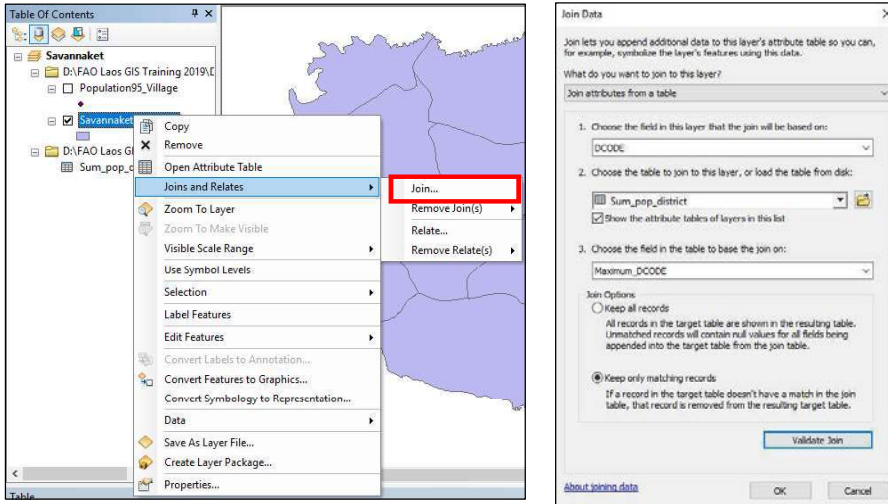 Table Of Contents
Savannaket
D:\FAO Laos GIS Training 2019\
Population95_Village
Savannaket
D:\FAO Laos GI
Sum_pop_
Copy
Remove
Open Attribute Table
Joins and Relates
Zoom To Layer
Zoom To Make Visible
Visible Scale Range
Use Symbol Levels
Selection
Label Features
Edit Features
Convert Labels to Annotation...
Convert Features to Graphics...
Convert Symbology to Representation...
Data
Save As Layer File...
Create Layer Package...
Properties...
Join...
Remove Join(s)
Relate...
Remove Relate(s)
Table
Join Data
Join lets you append additional data to this layer's attribute table so you can,
for example, symbolize the layer's features using this data.
What do you want to join to this layer?
Join attributes from a table
1. Choose the field in this layer that the join will be based on:
DCODE
2. Choose the table to join to this layer, or load the table from disk:
Sum_pop_district
Show the attribute tables of layers in this list
3. Choose the field in the table to base the join on:
Maximum_DCODE
Join Options
Keep all records
All records in the target table are shown in the resulting table.
Unmatched records will contain null values for all fields being
appended into the target table from the join table.
Keep only matching records
If a record in the target table doesn't have a match in the join
table, that record is removed from the resulting target table.
Validate Join
About joining data
OK
Cancel